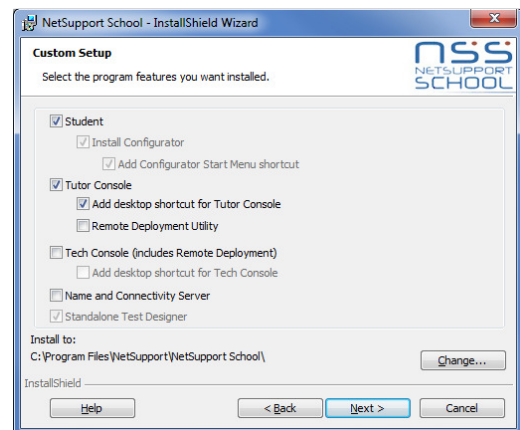 NetSupport School - InstallShield Wizard
Custom Setup
Select the program features you want installed.
nss
NETSUPPORT
SCHOOL
Student
Install Configurator
Add Configurator Start Menu shortcut
Tutor Console
Add desktop shortcut for Tutor Console
Remote Deployment Utility
Tech Console (includes Remote Deployment)
Add desktop shortcut for Tech Console
Name and Connectivity Server
Standalone Test Designer
Install to:
C:\Program Files\NetSupport\NetSupport School\
Change...
InstallShield
Help
< Back
Next >
Cancel